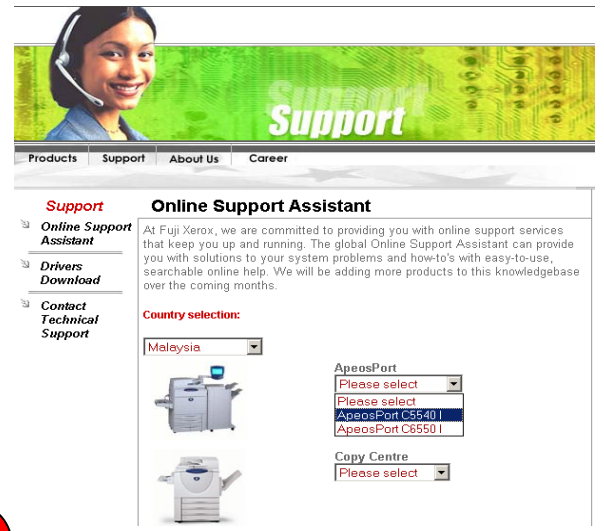 Support
Products Support About Us Career
Support
Online Support
Assistant
Drivers
Download
Contact
Technical
Support
Online Support Assistant
At Fuji Xerox, we are committed to providing you with online support services
that keep you up and running. The global Online Support Assistant can provide
you with solutions to your system problems and how-to's with easy-to-use,
searchable online help. We will be adding more products to this knowledgebase
over the coming months.
Country selection:
Malaysia
ApeosPort
Please select
Please select
ApeosPort C5540 I
ApeosPort C6550 I
Copy Centre
Please select